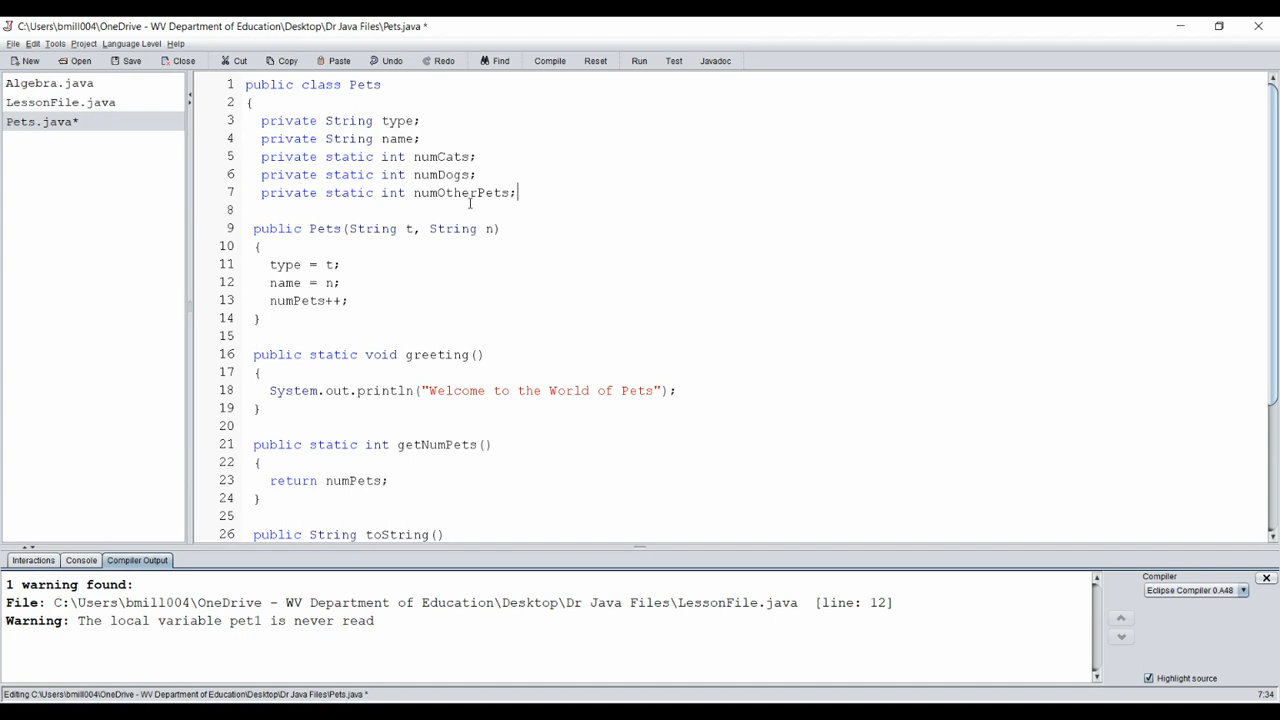 C:\Users\bmill004\OneDrive - WV Department of Education\Desktop\Dr Java Files\Pets.java *
File Edit Tools Project Language Level Help
New Open Save Close Cut Copy Paste Undo Redo Find Compile Reset Run Test Javadoc
Algebra.java
LessonFile.java
Pets.java*
1 public class Pets
2 {
3 private String type;
4 private String name;
5 private static int numCats;
6 private static int numDogs;
7 private static int numOtherPets;
8
9 public Pets(String t, String n)
10 {
11 type = t;
12 name = n;
13 numPets++;
14 }
15
16 public static void greeting()
17 {
18 System.out.println("Welcome to the World of Pets");
19 }
20
21 public static int getNumPets()
22 {
23 return numPets;
24 }
25
26 public String toString()
Interactions Console Compiler Output
1 warning found:
File: C:\Users\bmill004\OneDrive - WV Department of Education\Desktop\Dr Java Files\LessonFile.java [line: 12]
Warning: The local variable pet1 is never read
Compiler
Eclipse Compiler 0.A48
Highlight source
Editing C:\Users\bmill004\OneDrive - WV Department of Education\Desktop\Dr Java Files\Pets.java *
7:34